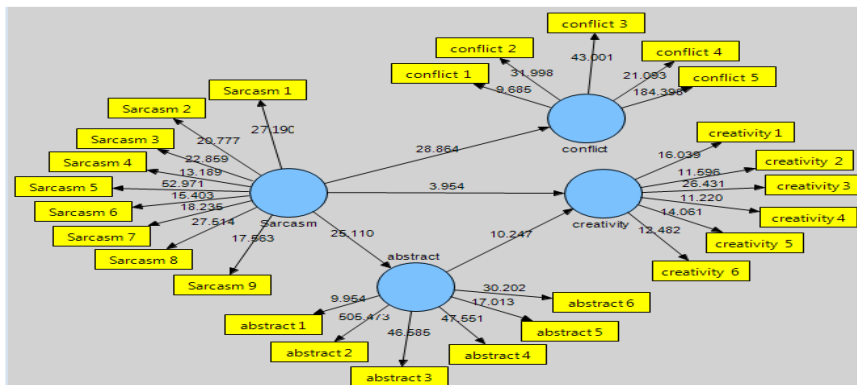 conflict 3
conflict 2
conflict 4
43.001
conflict 1
31.998
21.093
conflict 5
9.685
184.398
Sarcasm 1
Sarcasm 2
27.190
20.777
Sarcasm 3
22.859
Sarcasm 4
13.189
Sarcasm 5
52.971
15.403
Sarcasm 6
18.235
Sarcasm 7
27.514
Sarcasm 8
17.563
Sarcasm 9
Sarcasm
28.864
conflict
3.954
creativity 1
16.039
11.596
creativity 2
26.431
creativity 3
11.220
creativity 4
14.061
creativity 5
12.482
creativity 6
creativity
25.110
10.247
abstract
30.202
abstract 6
9.954
17.013
abstract 5
abstract 1
505.473
47.551
abstract 4
46.585
abstract 2
abstract 3